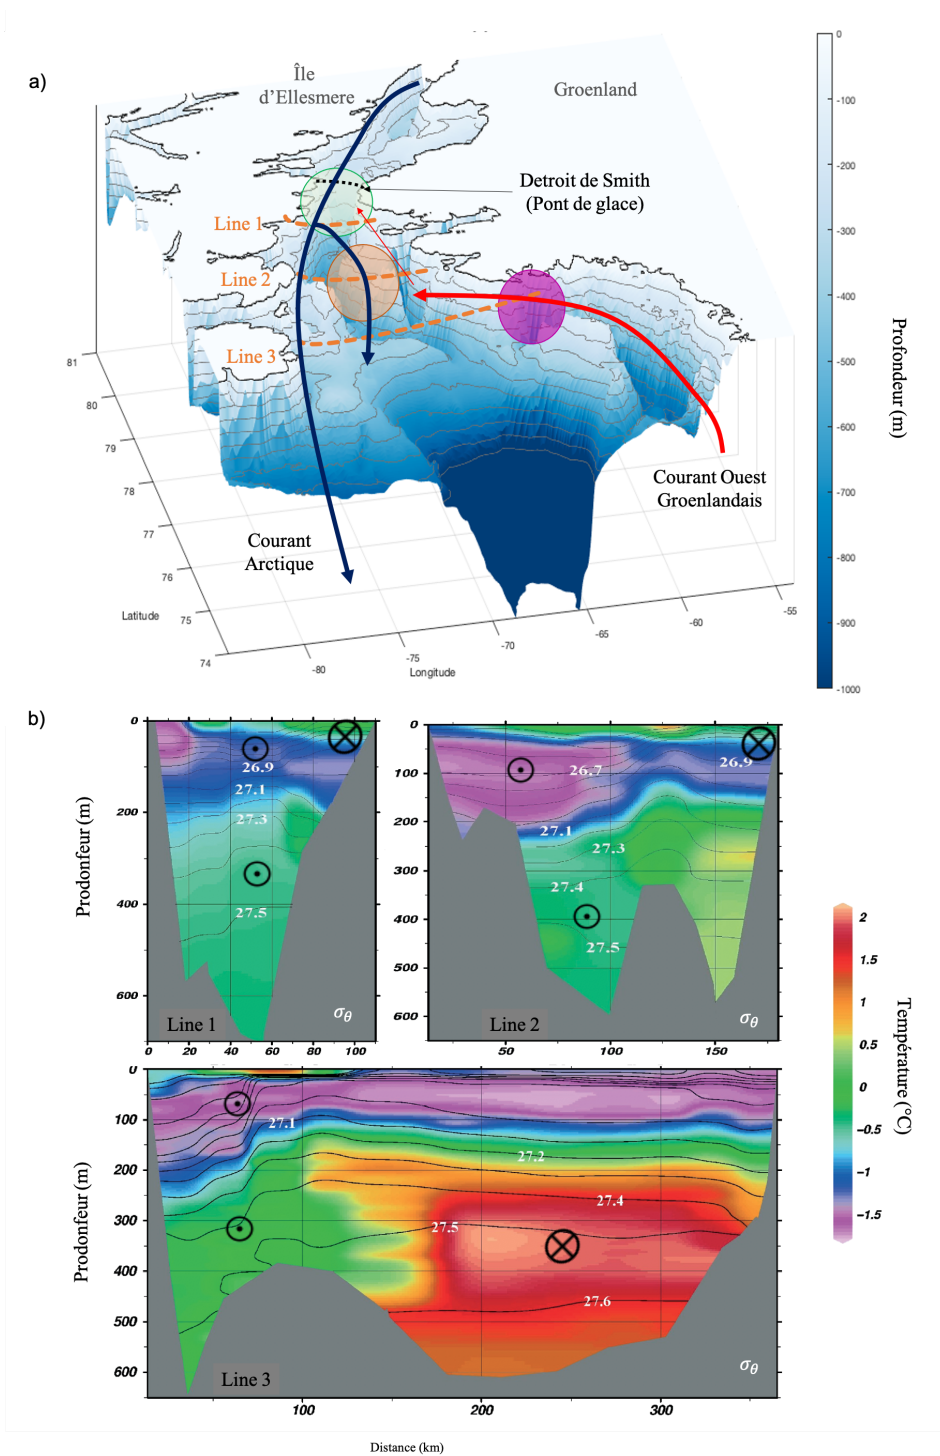 a)
Île
d'Ellesmere
Groenland
0
-100
-200
-300
-400
-500
-600
-700
-800
-900
-1000
Profondeur (m)
Detroit de Smith
(Pont de glace)
Line 1
Line 2
Line 3
81
80
79
78
77
76
75
74
Latitude
Courant
Arctique
Courant Ouest
Groenlandais
-80
-75
-70
-65
-60
-55
Longitude
b)
Prodonfeur (m)
0
200
400
600
26.9
27.1
27.3
27.5
Line 1
σθ
0 20 40 60 80 100
0
100
200
300
400
500
600
26.7
26.9
27.1
27.3
27.4
27.5
Line 2
σθ
50 100 150
Prodonfeur (m)
0
100
200
300
400
500
600
27.1
27.2
27.4
27.5
27.6
Line 3
σθ
100 200 300
Distance (km)
2
1.5
1
0.5
0
-0.5
-1
-1.5
Température (°C)